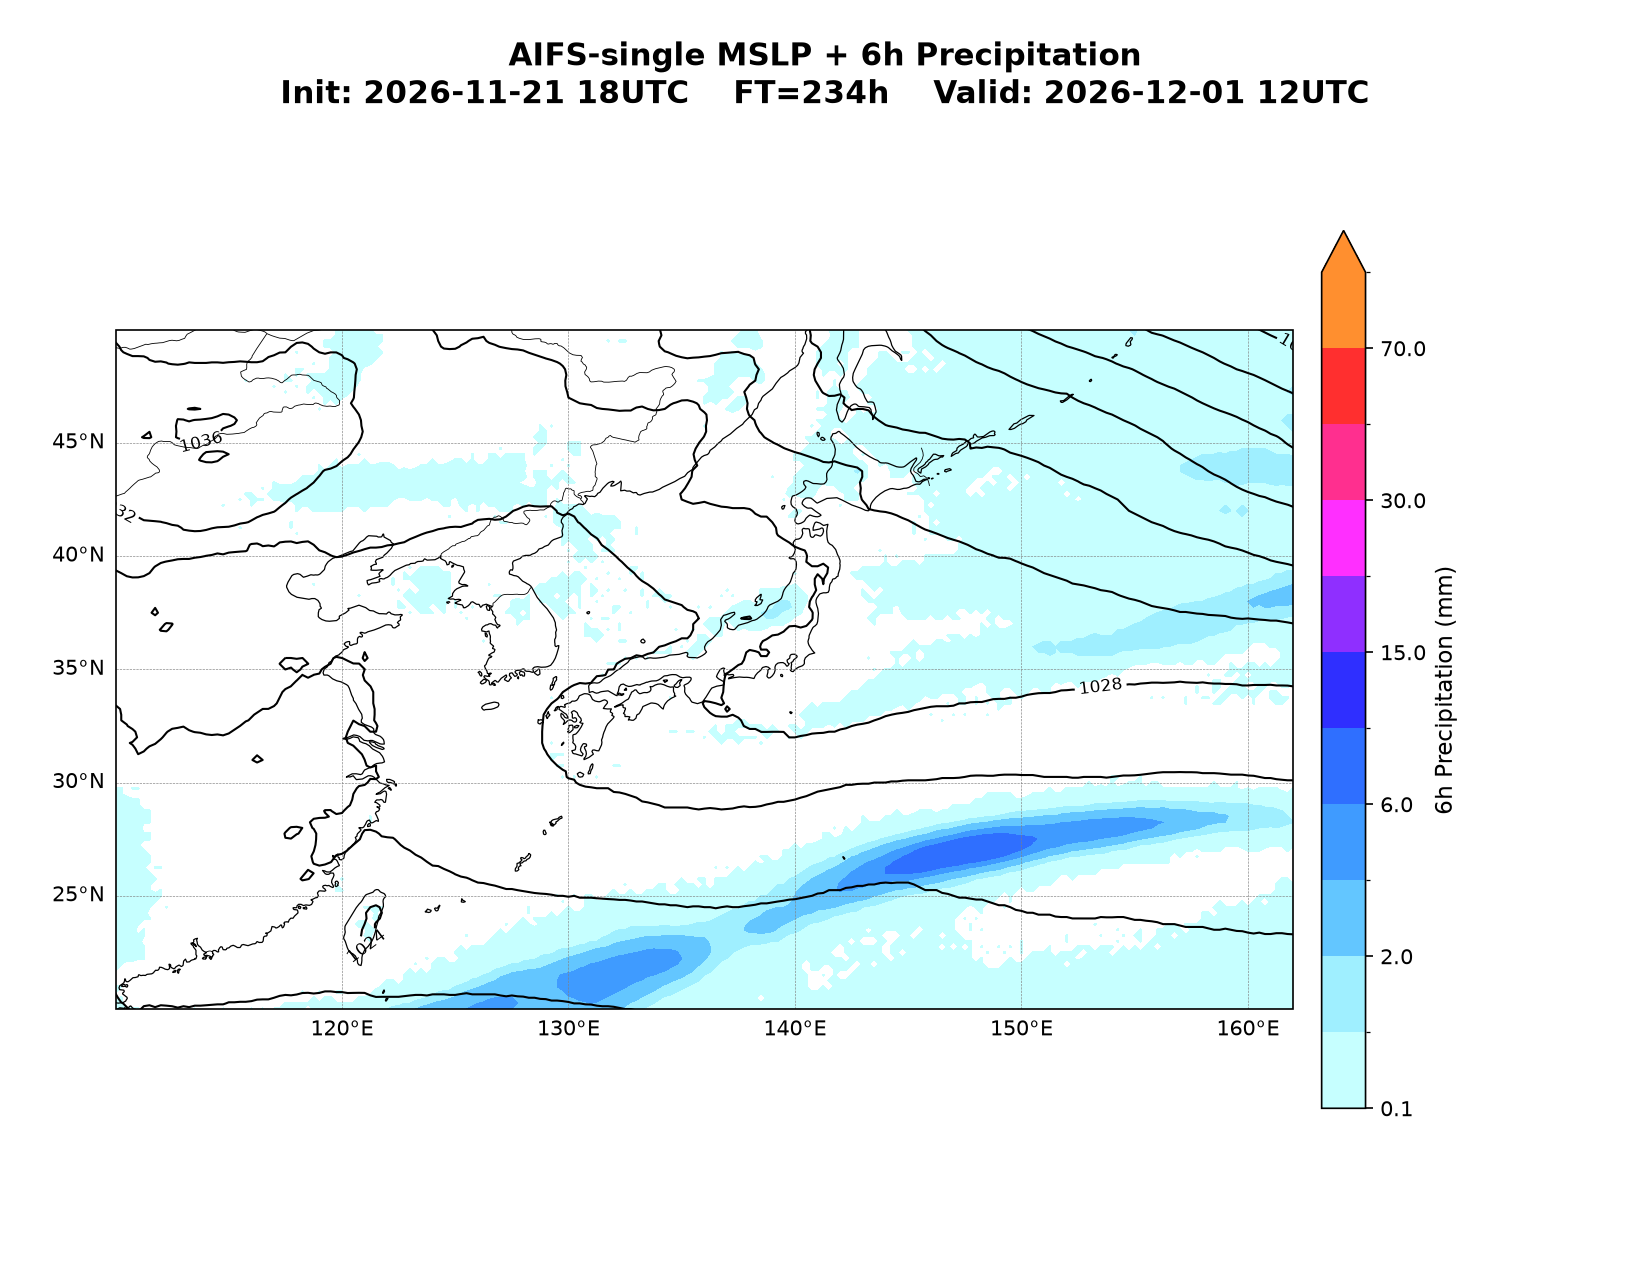 AIFS-single MSLP + 6h Precipitation
Init: 2026-11-21 18UTC    FT=234h    Valid: 2026-12-01 12UTC
70.0
30.0
15.0
6.0
2.0
0.1
6h Precipitation (mm)
45°N
40°N
35°N
30°N
25°N
120°E
130°E
140°E
150°E
160°E
1036
32
1028